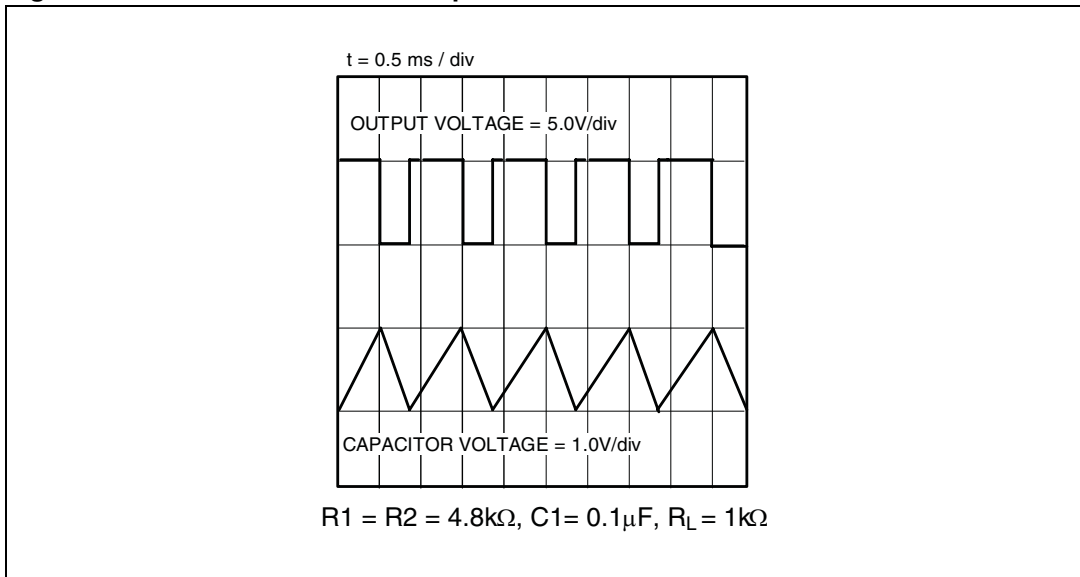 t = 0.5 ms / div
OUTPUT VOLTAGE = 5.0V/div
CAPACITOR VOLTAGE = 1.0V/div
R1 = R2 = 4.8kΩ, C1= 0.1μF, RL = 1kΩ